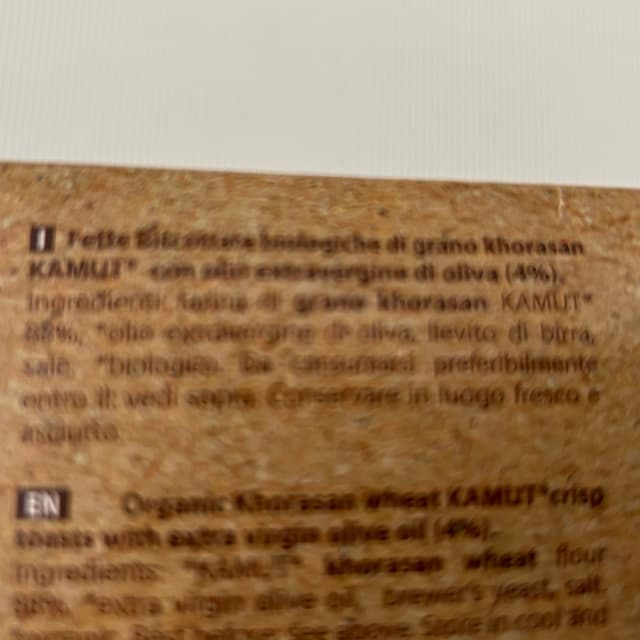 I Fette Biscottate biologiche di grano khorasan
KAMUT® con olio extravergine di oliva (4%).
Ingredienti: farina di grano khorasan KAMUT®
88%, *olio extravergine di oliva, lievito di birra,
sale. *biologico. Da consumarsi preferibilmente
entro il: vedi sopra. Conservare in luogo fresco e
asciutto.
EN Organic Khorasan wheat KAMUT® crisp
toasts with extra virgin olive oil (4%).
Ingredients: *KAMUT® khorasan wheat flour
88%, *extra virgin olive oil, brewer's yeast, salt.
Store in cool and